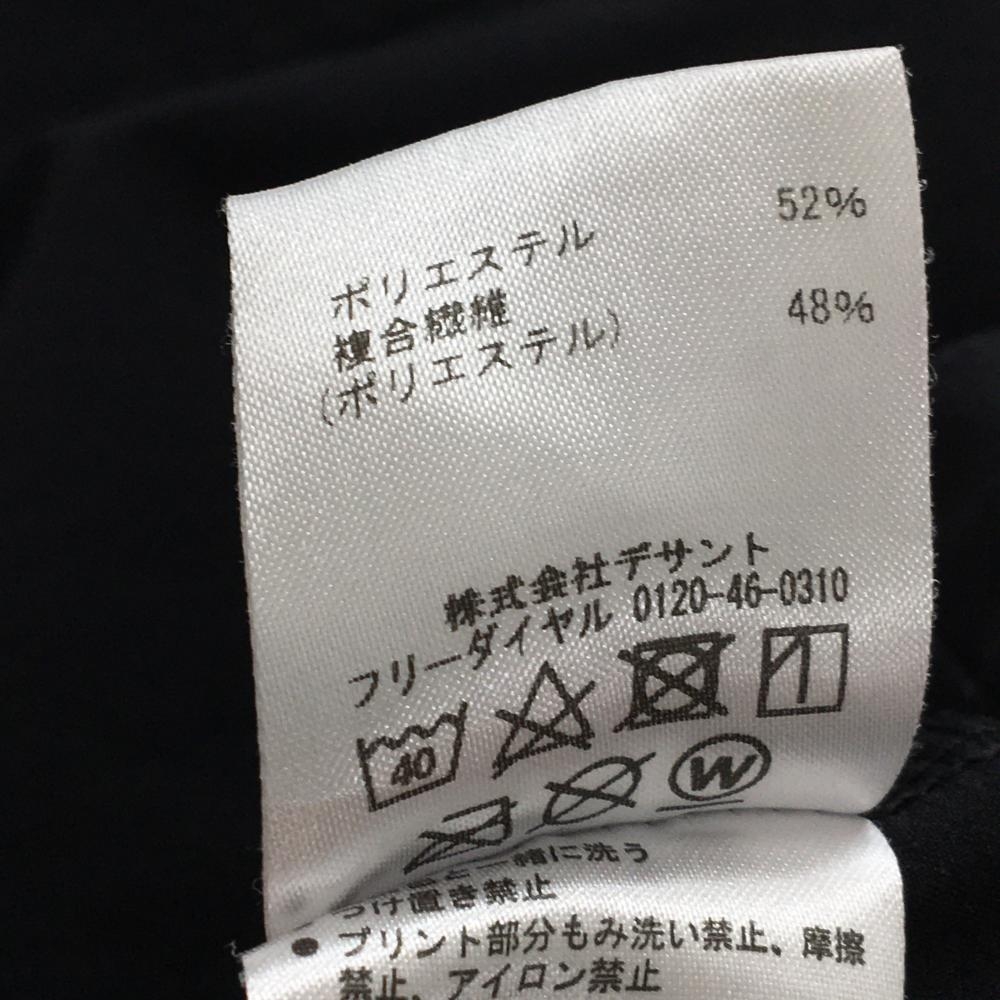 ポリエステル 52%
複合繊維 48%
(ポリエステル)
株式会社デサント
フリーダイヤル 0120-46-0310
40
W
一緒に洗う
つけ置き禁止
● プリント部分もみ洗い禁止、摩擦
禁止、アイロン禁止